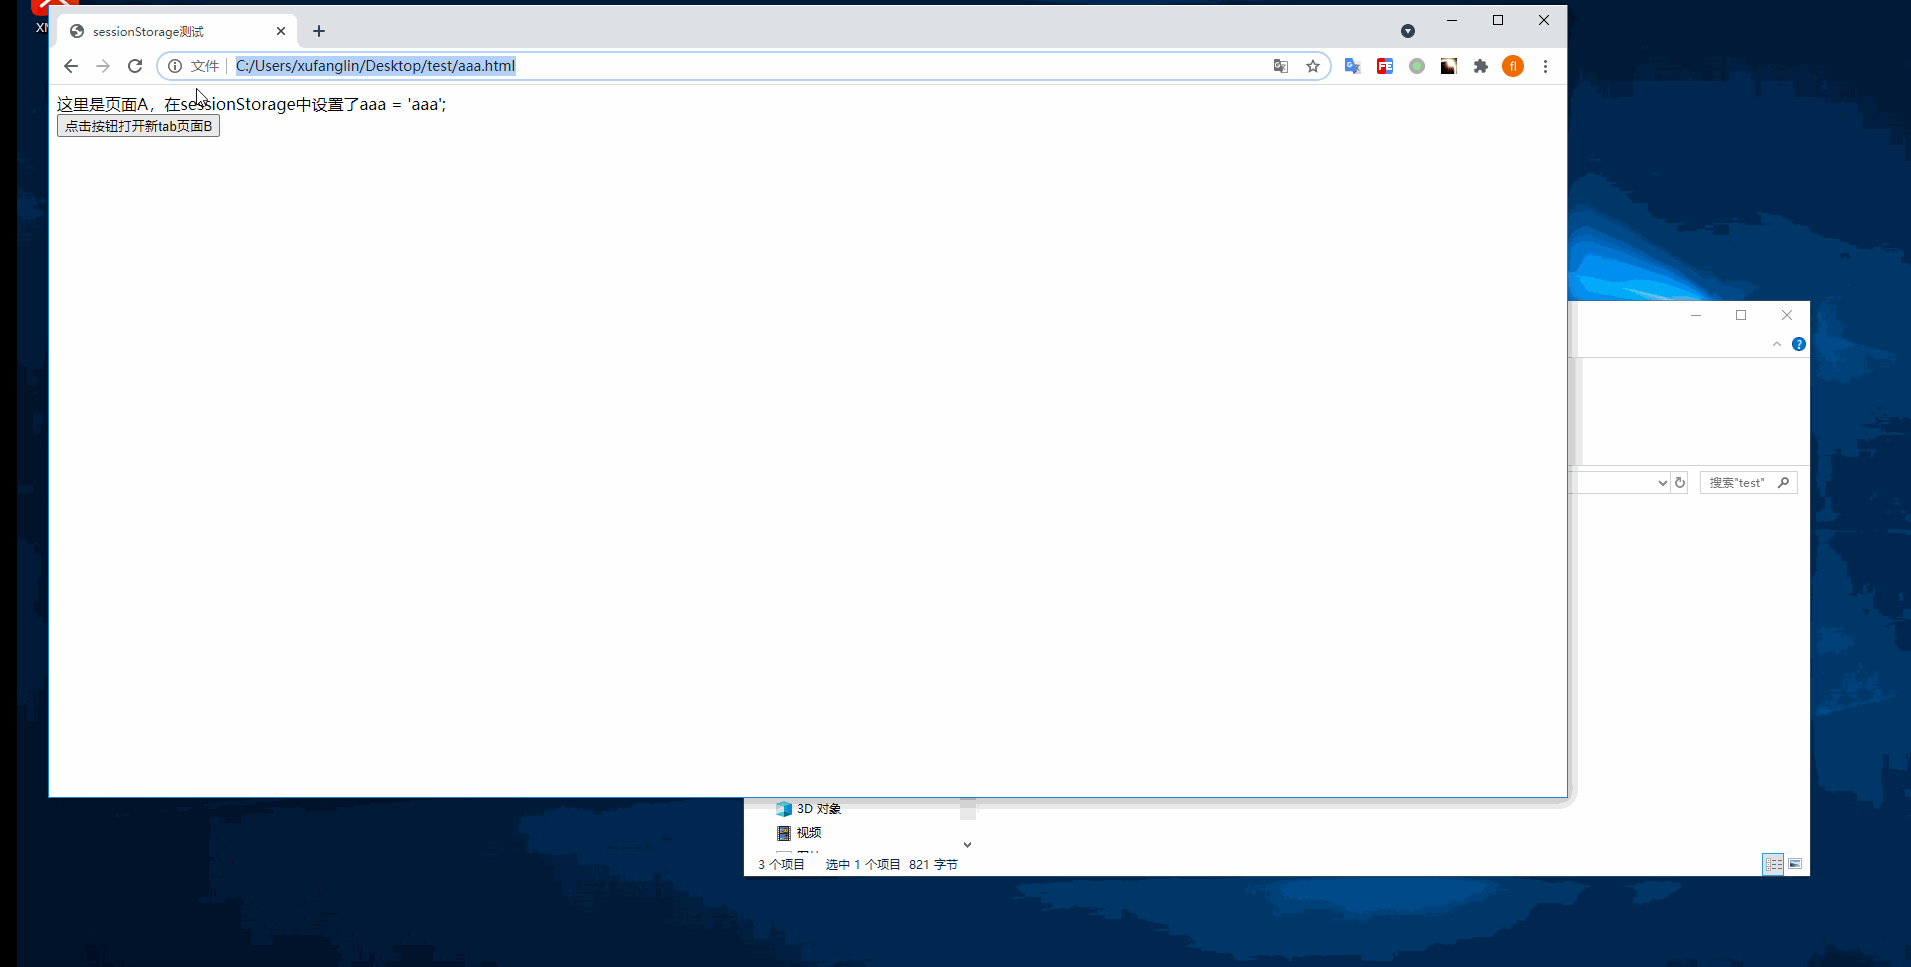 sessionStorage测试
文件
C:/Users/xufanglin/Desktop/test/aaa.html
fl
这里是页面A，在sessionStorage中设置了aaa = 'aaa';
点击按钮打开新tab页面B
搜索"test"
3D 对象
视频
3 个项目 选中 1 个项目 821 字节